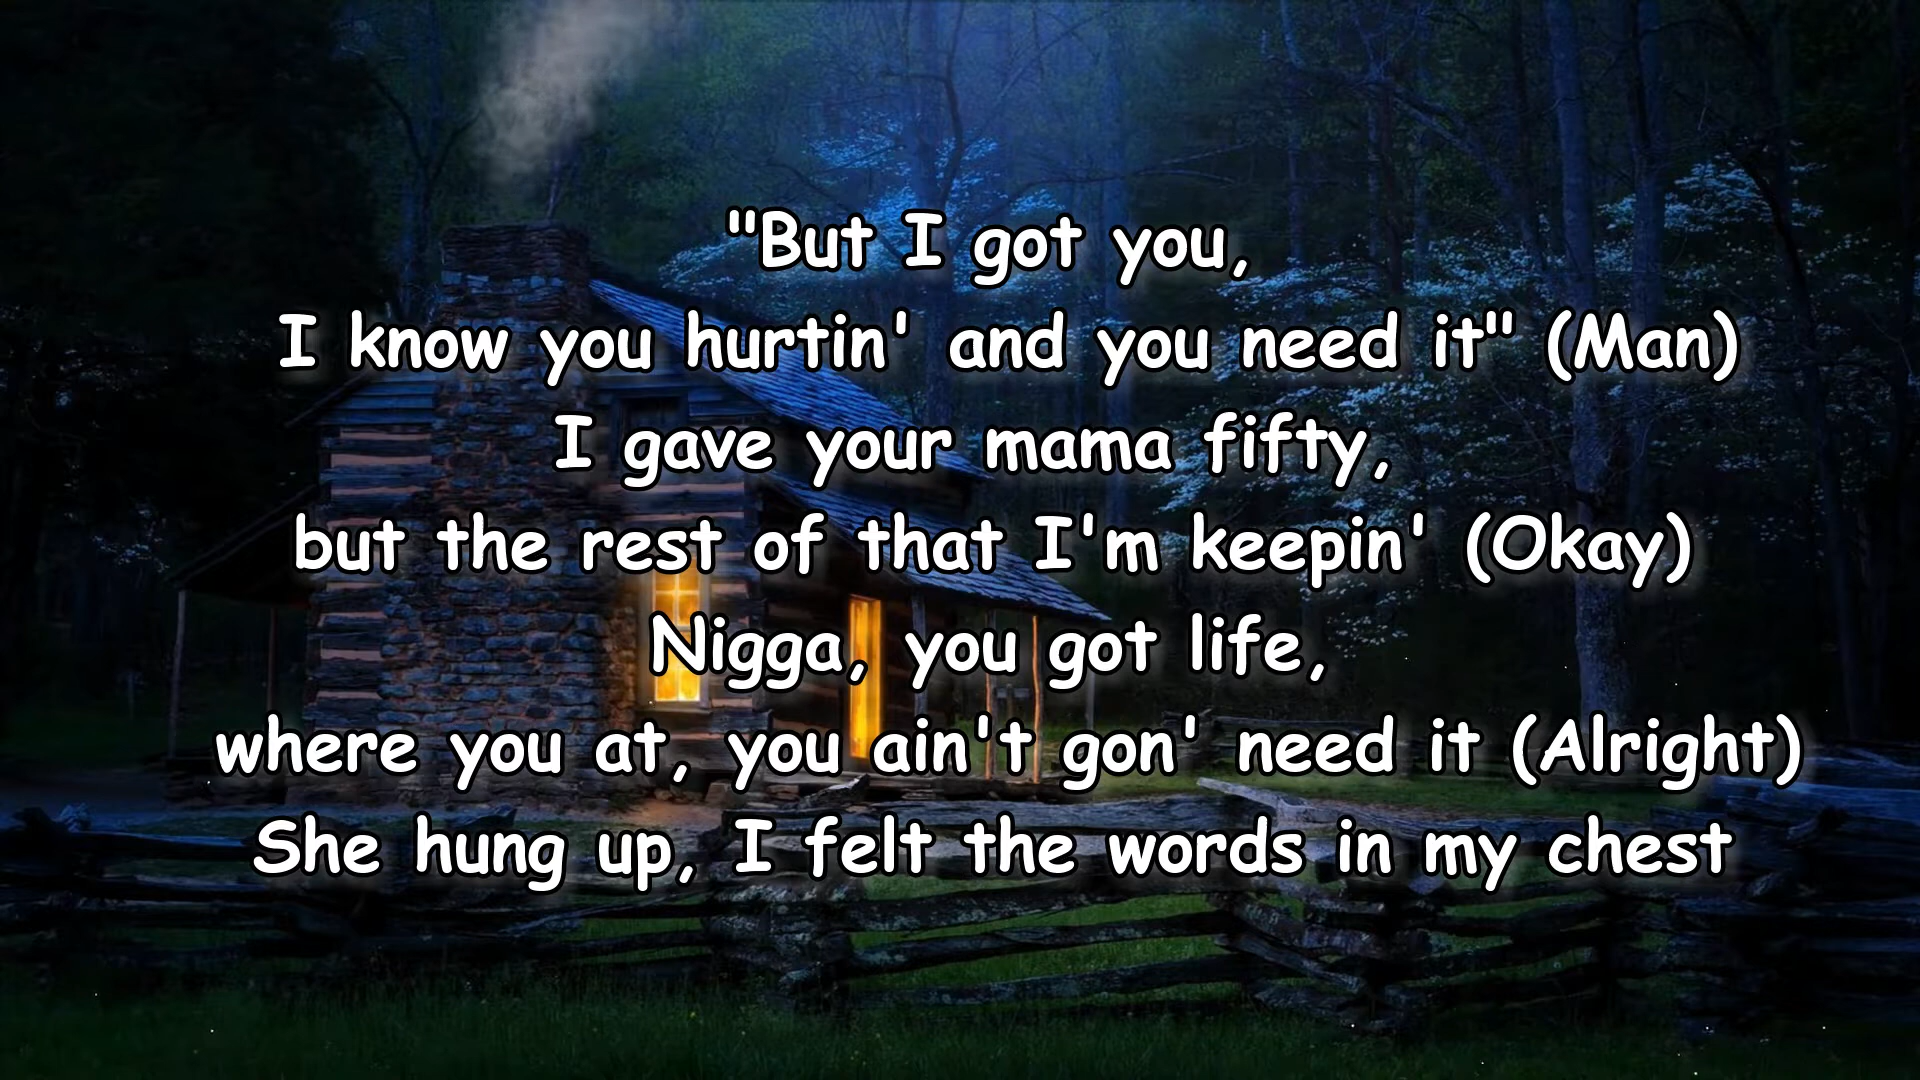 "But I got you,
I know you hurtin' and you need it" (Man)
I gave your mama fifty,
but the rest of that I'm keepin' (Okay)
Nigga, you got life,
where you at, you ain't gon' need it (Alright)
She hung up, I felt the words in my chest